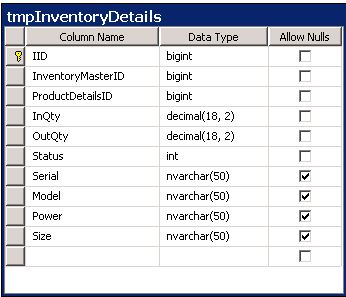 tmpInventoryDetails
Column Name Data Type Allow Nulls
IID bigint
InventoryMasterID bigint
ProductDetailsID bigint
InQty decimal(18, 2)
OutQty decimal(18, 2)
Status int
Serial nvarchar(50)
Model nvarchar(50)
Power nvarchar(50)
Size nvarchar(50)